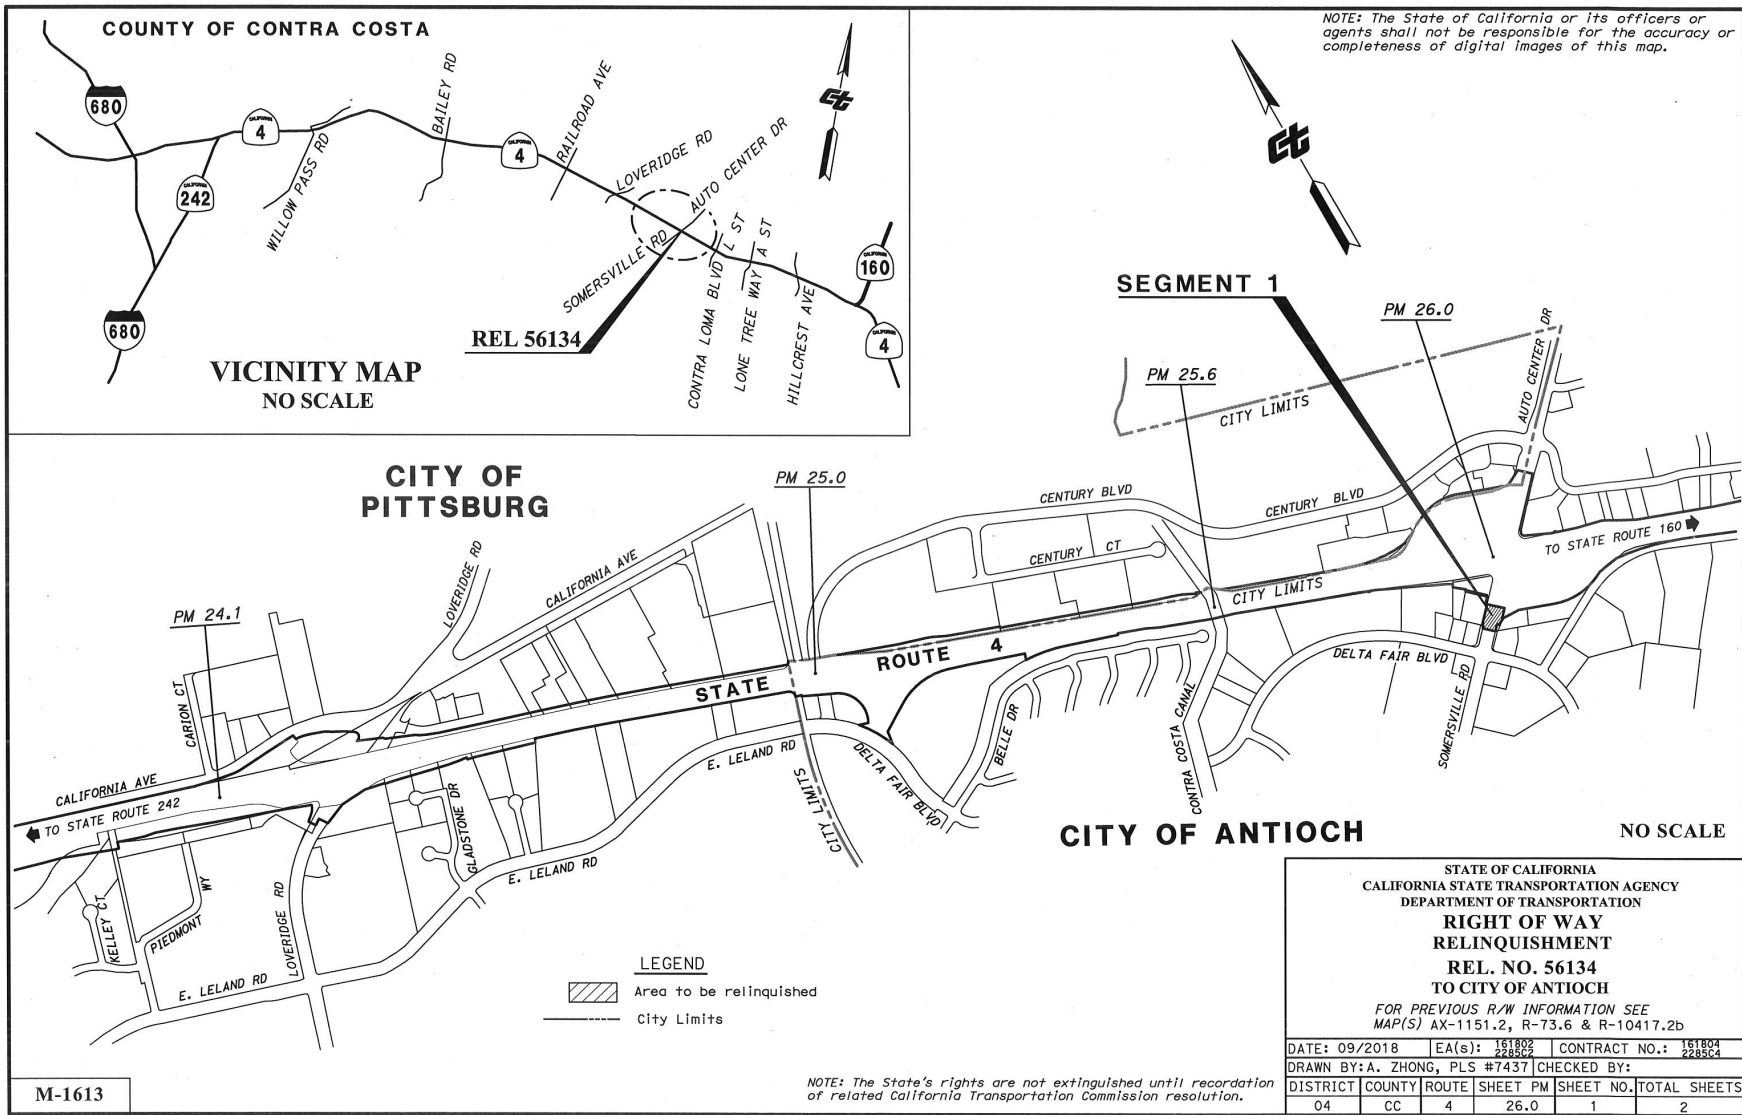 COUNTY OF CONTRA COSTA
680
CALIFORNIA
4
WILLOW PASS RD
BAILEY RD
CALIFORNIA
4
RAILROAD AVE
LOVERIDGE RD
AUTO CENTER DR
ct
CALIFORNIA
242
SOMERSVILLE RD
CONTRA LOMA BLVD
L ST
LONE TREE WAY
A ST
HILLCREST AVE
CALIFORNIA
160
680
REL 56134
CALIFORNIA
4
VICINITY MAP
NO SCALE
NOTE: The State of California or its officers or
agents shall not be responsible for the accuracy or
completeness of digital images of this map.
ct
SEGMENT 1
PM 26.0
PM 25.6
CITY LIMITS
AUTO CENTER DR
CITY OF
PITTSBURG
PM 25.0
CENTURY BLVD
CENTURY BLVD
CENTURY CT
TO STATE ROUTE 160
LOVERIDGE RD
CALIFORNIA AVE
CITY LIMITS
PM 24.1
STATE ROUTE 4
DELTA FAIR BLVD
SOMERSVILLE RD
CARION CT
CALIFORNIA AVE
TO STATE ROUTE 242
E. LELAND RD
CITY LIMITS
DELTA FAIR BLVD
BELLE DR
CONTRA COSTA CANAL
GLADSTONE DR
E. LELAND RD
CITY OF ANTIOCH
NO SCALE
KELLEY CT
PIEDMONT WY
LOVERIDGE RD
E. LELAND RD
LEGEND
Area to be relinquished
City Limits
STATE OF CALIFORNIA
CALIFORNIA STATE TRANSPORTATION AGENCY
DEPARTMENT OF TRANSPORTATION
RIGHT OF WAY
RELINQUISHMENT
REL. NO. 56134
TO CITY OF ANTIOCH
FOR PREVIOUS R/W INFORMATION SEE
MAP(S) AX-1151.2, R-73.6 & R-10417.2b
DATE: 09/2018 EA(s): 161802 2285C2 CONTRACT NO.: 161804 2285C4
DRAWN BY: A. ZHONG, PLS #7437 CHECKED BY:
DISTRICT COUNTY ROUTE SHEET PM SHEET NO. TOTAL SHEETS
04 CC 4 26.0 1 2
NOTE: The State's rights are not extinguished until recordation
of related California Transportation Commission resolution.
M-1613